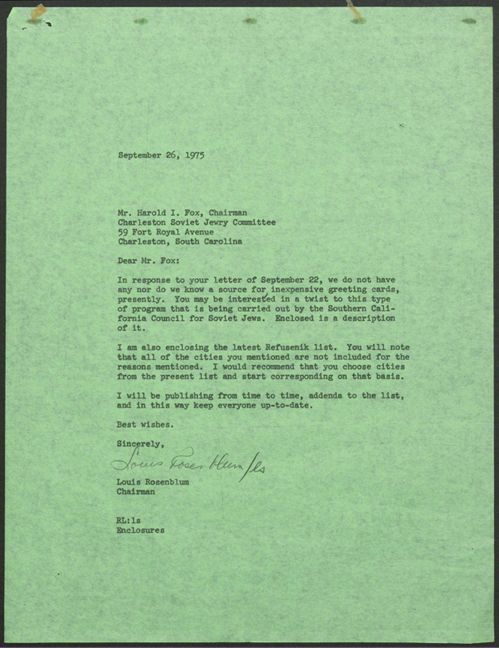 September 26, 1975
Mr. Harold I. Fox, Chairman
Charleston Soviet Jewry Committee
59 Fort Royal Avenue
Charleston, South Carolina
Dear Mr. Fox:
In response to your letter of September 22, we do not have
any nor do we know a source for inexpensive greeting cards,
presently. You may be interested in a twist to this type
of program that is being carried out by the Southern Cali-
fornia Council for Soviet Jews. Enclosed is a description
of it.
I am also enclosing the latest Refusenik list. You will note
that all of the cities you mentioned are not included for the
reasons mentioned. I would recommend that you choose cities
from the present list and start corresponding on that basis.
I will be publishing from time to time, addends to the list,
and in this way keep everyone up-to-date.
Best wishes.
Sincerely,
Louis Rosenblum/ls
Louis Rosenblum
Chairman
RL:ls
Enclosures